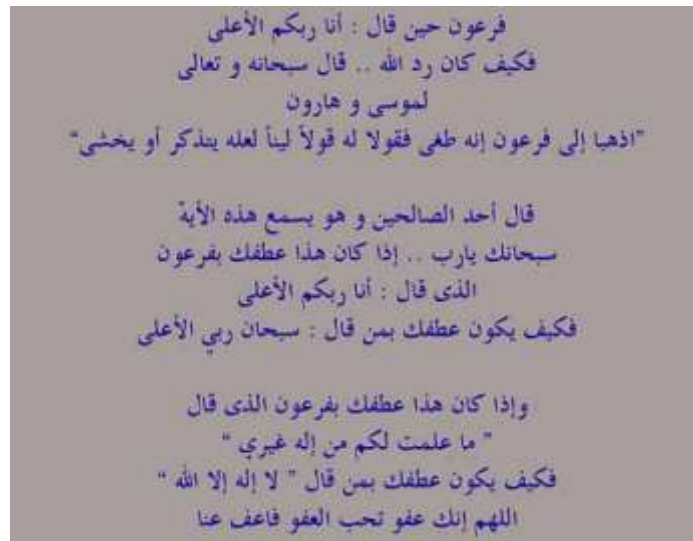 فرعون حين قال : أنا ربكم الأعلى
فكيف كان رد الله .. قال سبحانه و تعالى
لموسى و هارون
"اذهبا إلى فرعون إنه طغى فقولا له قولاً ليناً لعله يتذكر أو يخشى"
قال أحد الصالحين و هو يسمع هذه الأية
سبحانك يارب .. إذا كان هذا عطفك بفرعون
الذى قال : أنا ربكم الأعلى
فكيف يكون عطفك بمن قال : سبحان ربي الأعلى
وإذا كان هذا عطفك بفرعون الذى قال
" ما علمت لكم من إله غيري "
فكيف يكون عطفك بمن قال " لا إله إلا الله "
اللهم إنك عفو تحب العفو فاعف عنا